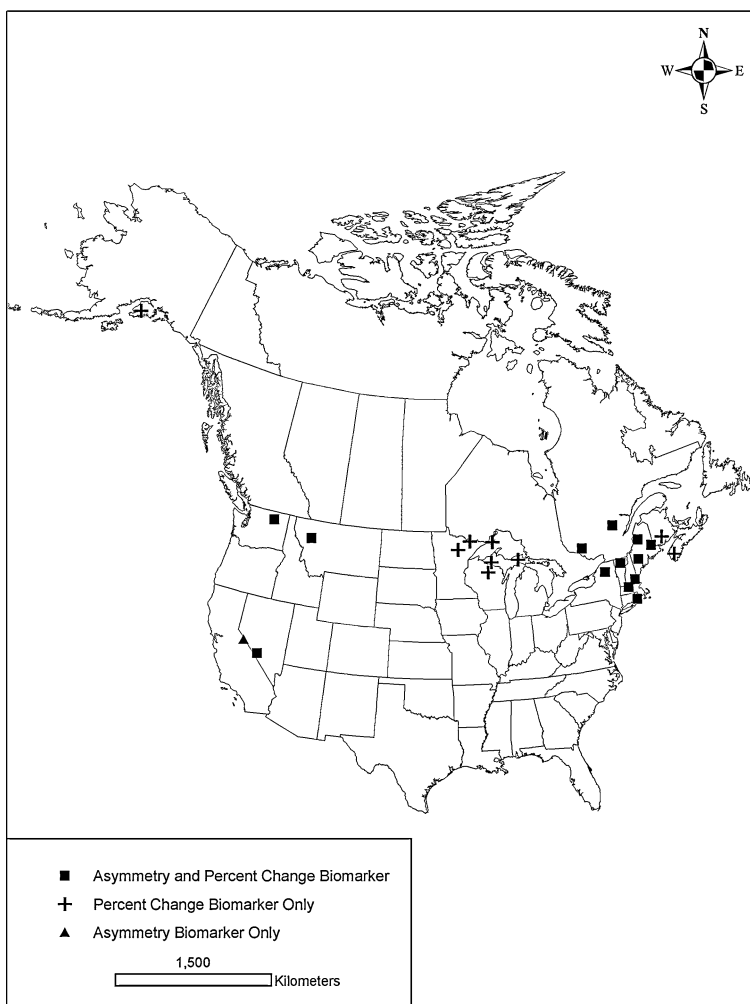 N
W E
S
Asymmetry and Percent Change Biomarker
Percent Change Biomarker Only
Asymmetry Biomarker Only
1,500
Kilometers